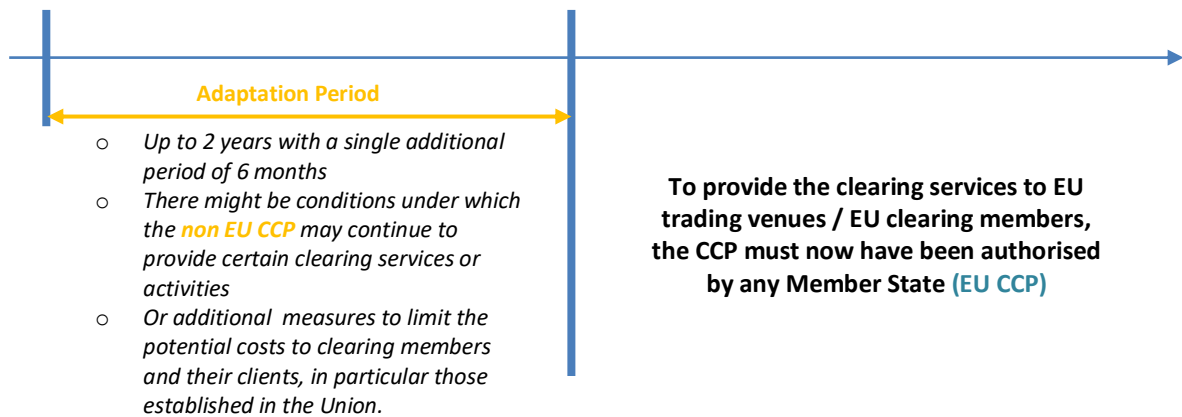 Adaptation Period
o Up to 2 years with a single additional
period of 6 months
o There might be conditions under which
the non EU CCP may continue to
provide certain clearing services or
activities
o Or additional measures to limit the
potential costs to clearing members
and their clients, in particular those
established in the Union.
To provide the clearing services to EU
trading venues / EU clearing members,
the CCP must now have been authorised
by any Member State (EU CCP)